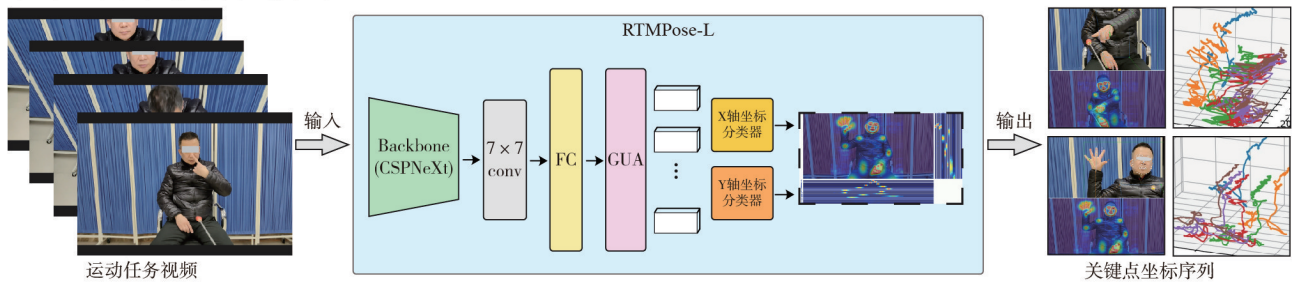 RTMPose-L
输入
Backbone
(CSPNeXt)
7 × 7
conv
FC
GUA
⋮
X轴坐标
分类器
Y轴坐标
分类器
输出
运动任务视频
关键点坐标序列